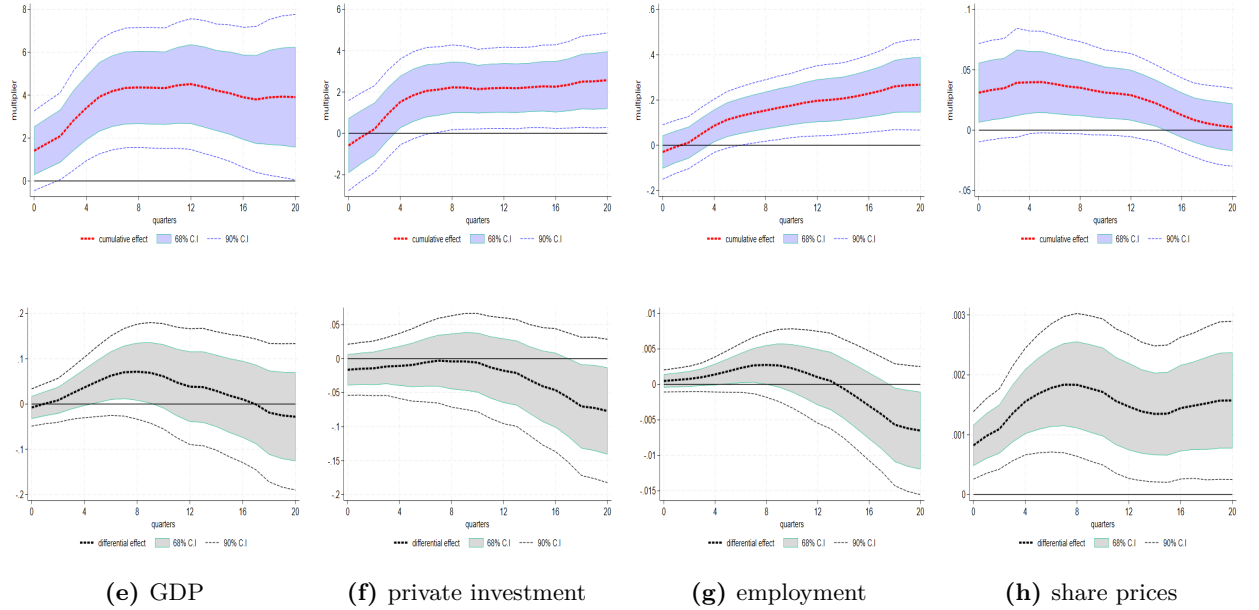 8
6
4
2
0
multiplier
0 4 8 12 16 20
quarters
cumulative effect 68% C.I 90% C.I
6
4
2
0
-2
multiplier
0 4 8 12 16 20
quarters
cumulative effect 68% C.I 90% C.I
.6
.4
.2
0
-.2
multiplier
0 4 8 12 16 20
quarters
cumulative effect 68% C.I 90% C.I
.1
.05
0
-.05
multiplier
0 4 8 12 16 20
quarters
cumulative effect 68% C.I 90% C.I
.2
.1
0
-.1
-.2
0 4 8 12 16 20
quarters
differential effect 68% C.I 90% C.I
.05
0
-.05
-.1
-.15
-.2
0 4 8 12 16 20
quarters
differential effect 68% C.I 90% C.I
.01
.005
0
-.005
-.01
-.015
0 4 8 12 16 20
quarters
differential effect 68% C.I 90% C.I
.003
.002
.001
0
0 4 8 12 16 20
quarters
differential effect 68% C.I 90% C.I
(e) GDP
(f) private investment
(g) employment
(h) share prices